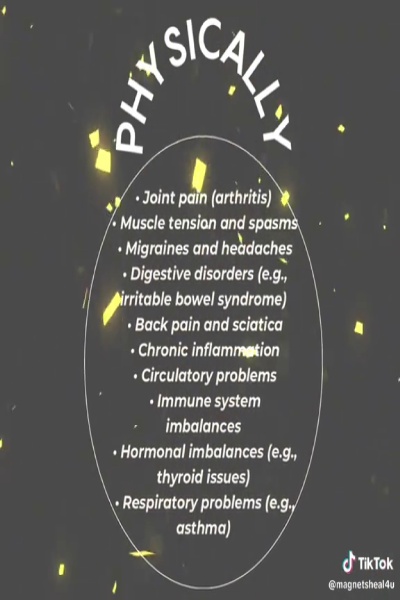 PHYSICALLY
• Joint pain (arthritis)
• Muscle tension and spasms
• Migraines and headaches
• Digestive disorders (e.g.,
irritable bowel syndrome)
• Back pain and sciatica
• Chronic inflammation
• Circulatory problems
• Immune system
imbalances
• Hormonal imbalances (e.g.,
thyroid issues)
• Respiratory problems (e.g.,
asthma)
TikTok
@magnetsheal4u